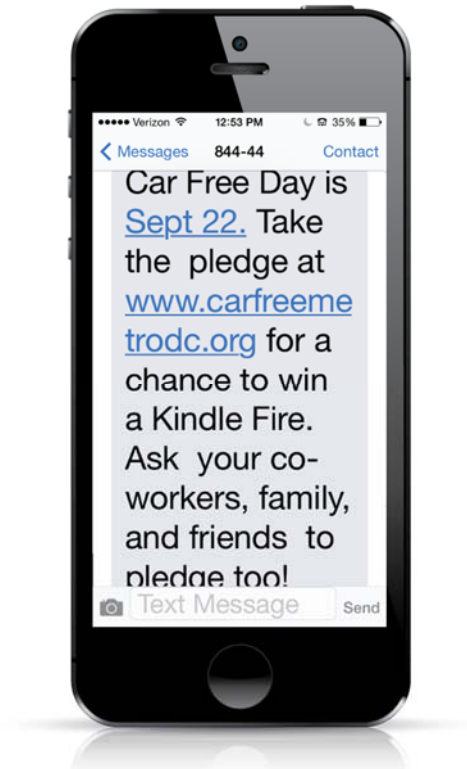 Verizon 12:53 PM 35%
Messages 844-44 Contact
Car Free Day is
Sept 22. Take
the pledge at
www.carfreeme
trodc.org for a
chance to win
a Kindle Fire.
Ask your co-
workers, family,
and friends to
pledge too!
Text Message Send